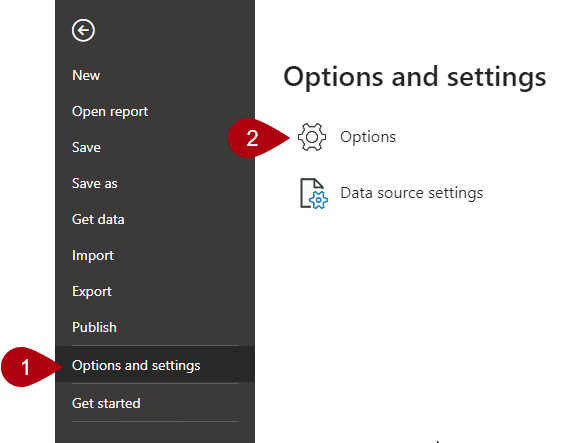 New
Open report
Save
Save as
Get data
Import
Export
Publish
1
Options and settings
Get started
Options and settings
2
Options
Data source settings